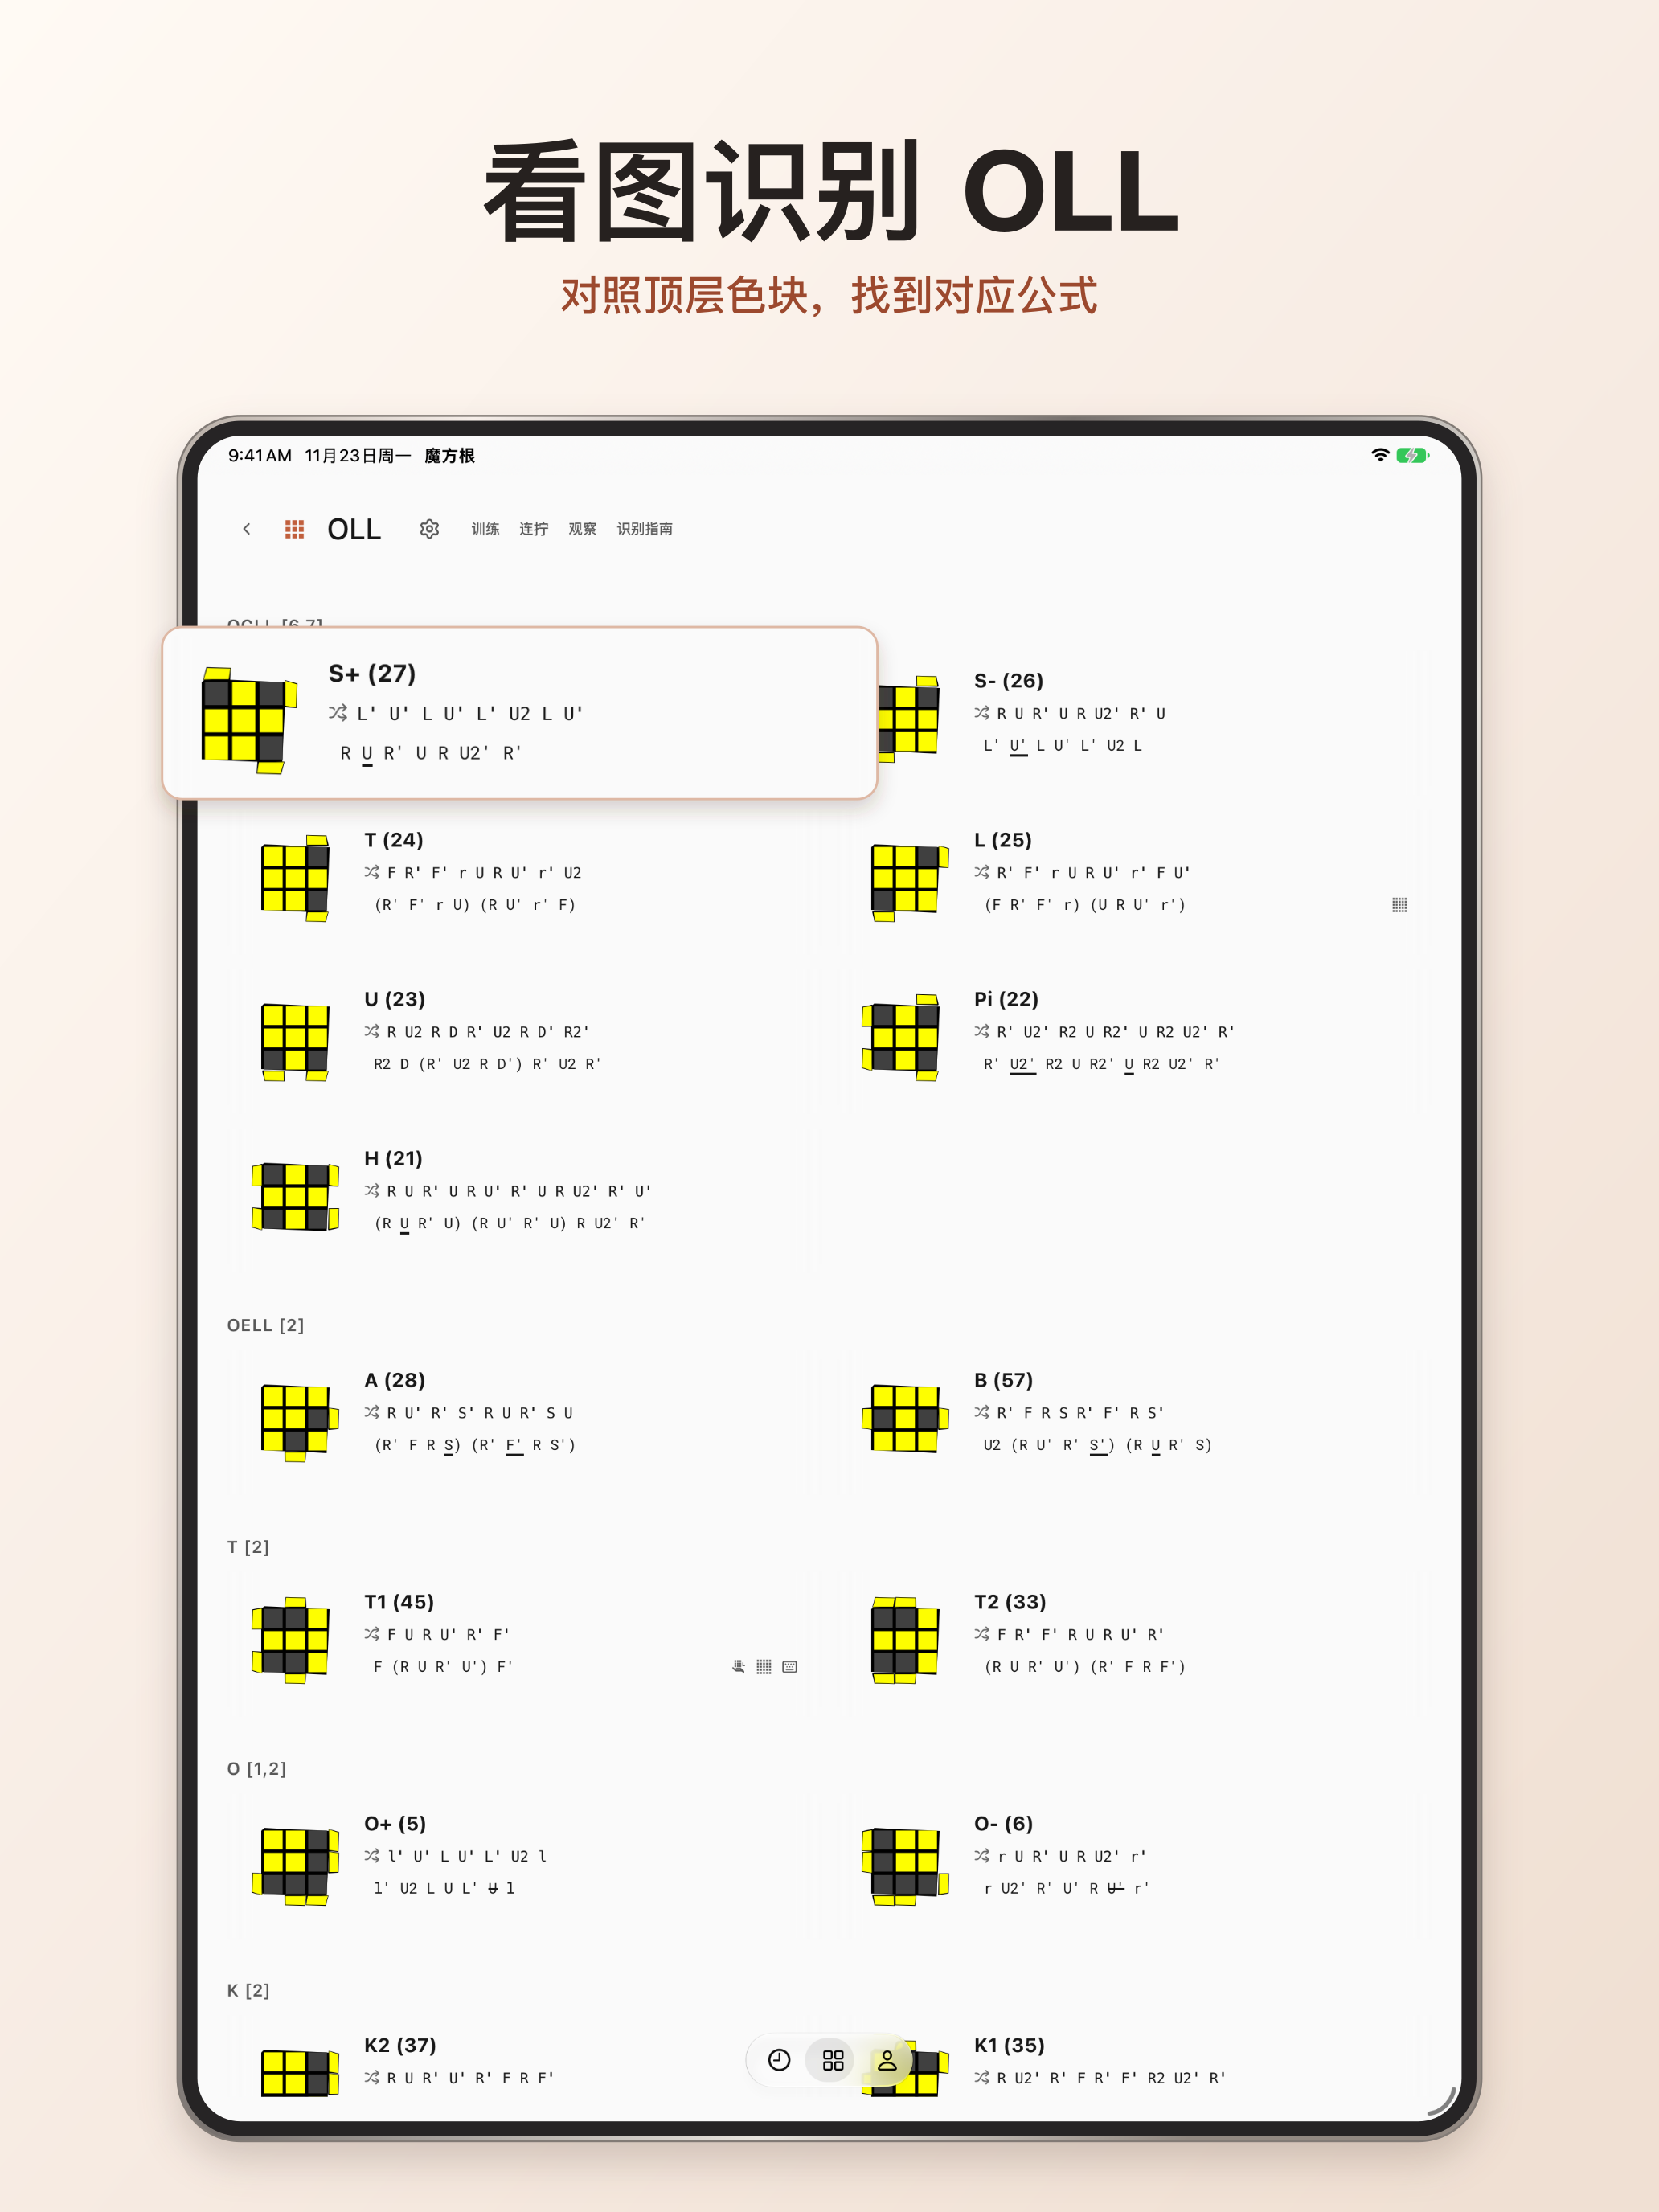 看图识别 OLL
对照顶层色块，找到对应公式
9:41 AM 11月23日周一 魔方根
OLL 训练 连拧 观察 识别指南
S+ (27)
L' U' L U' L' U2 L U'
R U R' U R U2' R'
S- (26)
R U R' U R U2' R' U
L' U' L U' L' U2 L
T (24)
F R' F' r U R U' r' U2
(R' F' r U) (R U' r' F)
L (25)
R' F' r U R U' r' F U'
(F R' F' r) (U R U' r')
U (23)
R U2 R D R' U2 R D' R2'
R2 D (R' U2 R D') R' U2 R'
Pi (22)
R' U2' R2 U R2' U R2 U2' R'
R' U2' R2 U R2' U R2 U2' R'
H (21)
R U R' U R U' R' U R U2' R' U'
(R U R' U) (R U' R' U) R U2' R'
OELL [2]
A (28)
R U' R' S' R U R' S U
(R' F R S) (R' F' R S')
B (57)
R' F R S R' F' R S'
U2 (R U' R' S') (R U R' S)
T [2]
T1 (45)
F U R U' R' F'
F (R U R' U') F'
T2 (33)
F R' F' R U R U' R'
(R U R' U') (R' F R F')
O [1,2]
O+ (5)
l' U' L U' L' U2 l
l' U2 L U L' U l
O- (6)
r U R' U R U2' r'
r U2' R' U' R U' r'
K [2]
K2 (37)
R U R' U' R' F R F'
K1 (35)
R U2' R' F R' F' R2 U2' R'